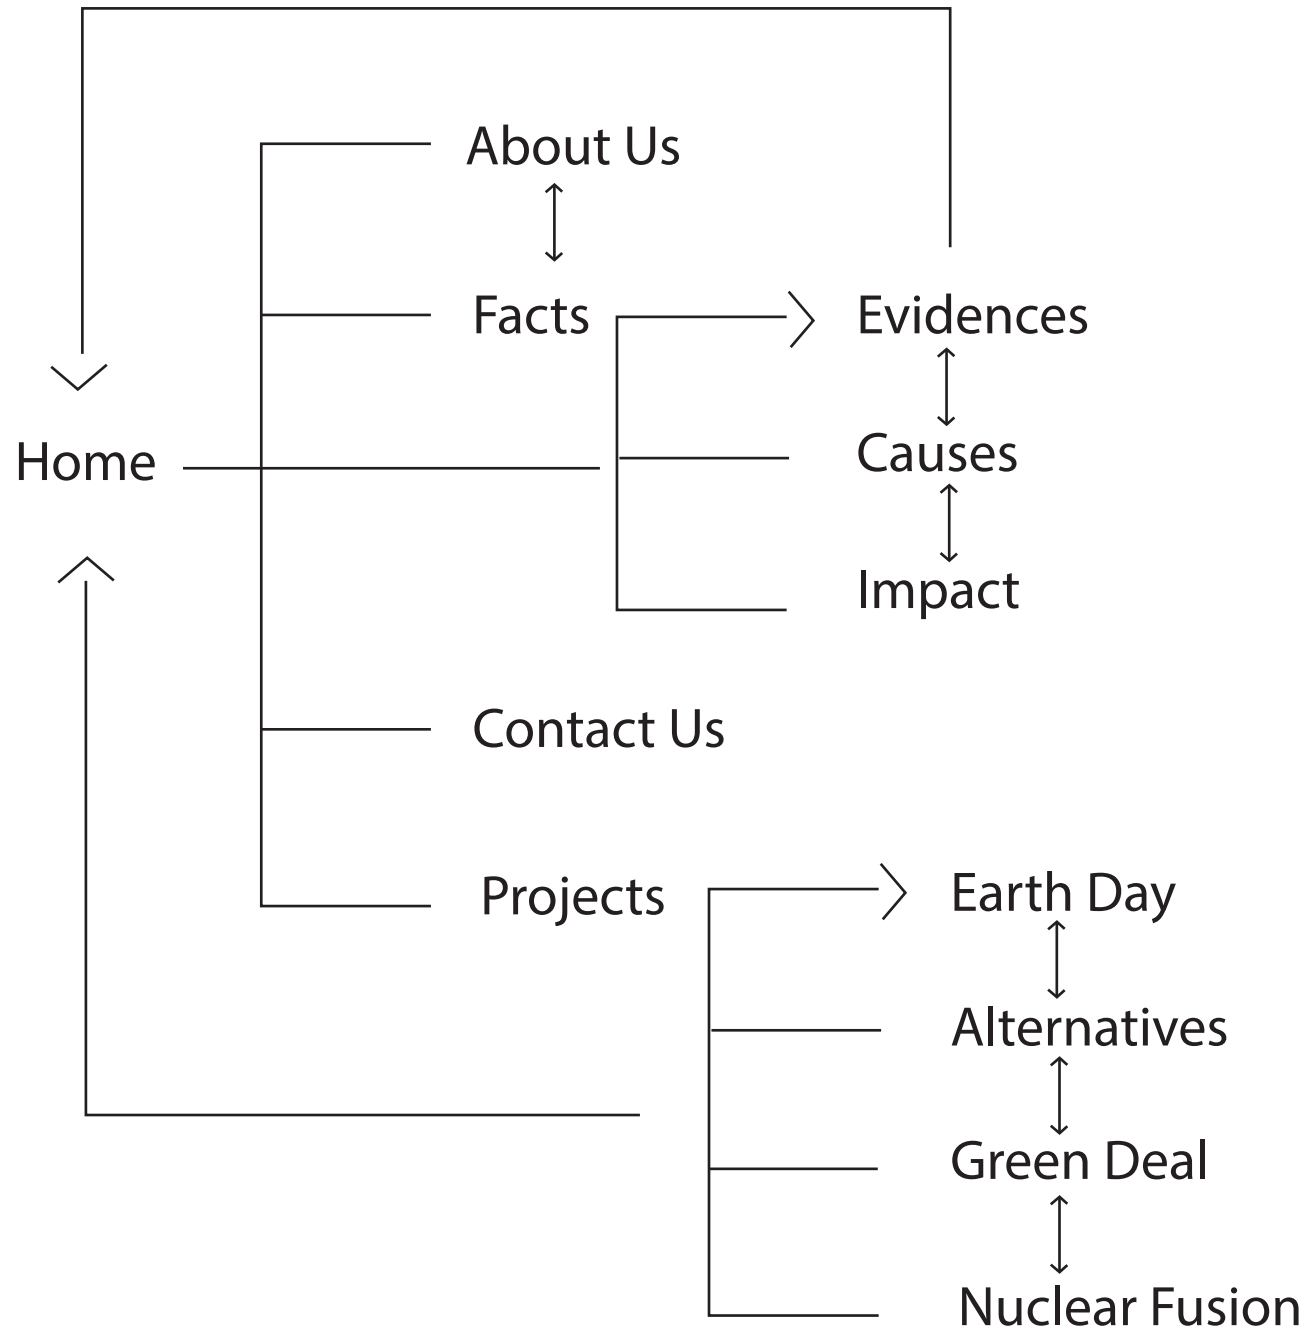 About Us
Facts
Evidences
Home
Causes
Impact
Contact Us
Projects
Earth Day
Alternatives
Green Deal
Nuclear Fusion